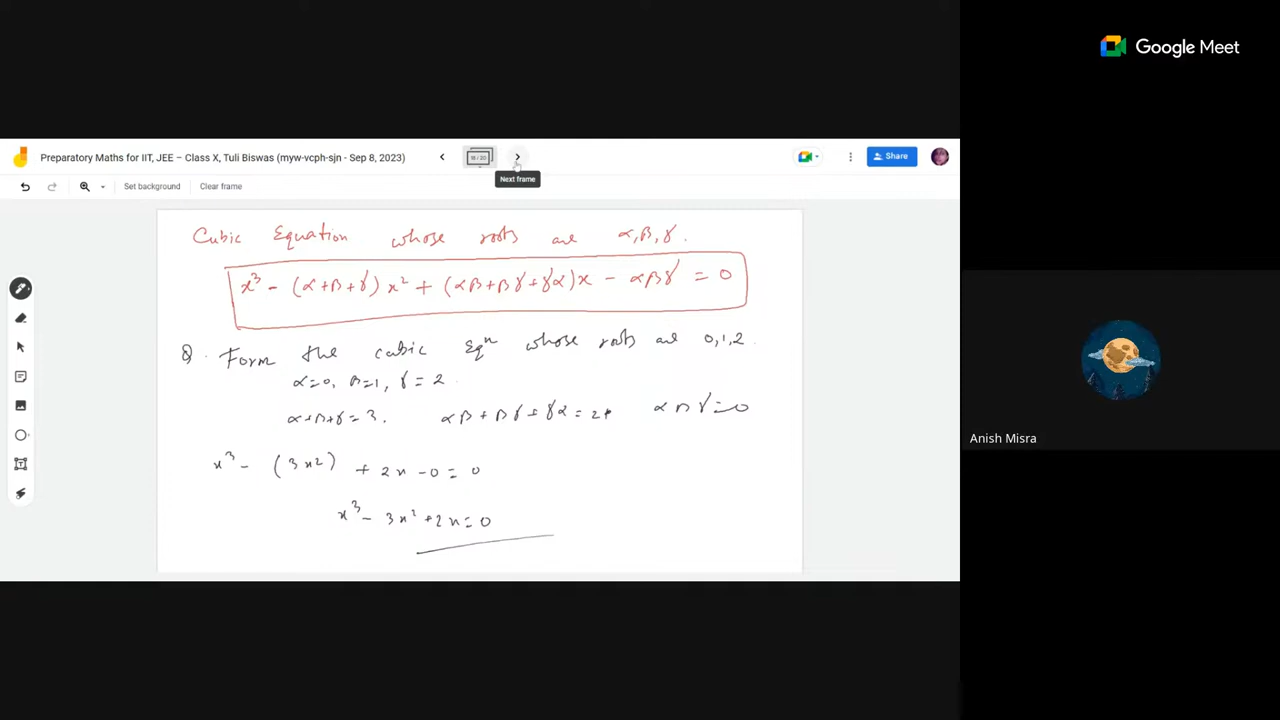 Google Meet
Preparatory Maths for IIT, JEE – Class X, Tuli Biswas (myw-vcph-sjn - Sep 8, 2023)
Share
Next frame
Set background
Clear frame
Cubic Equation whose roots are α, β, γ.
x³ - (α+β+γ) x² + (αβ+βγ+γα)x - αβγ = 0
Q. Form the cubic Eqⁿ whose roots are 0,1,2.
α=0, β=1, γ=2
α+β+γ=3. αβ+βγ+γα=2 αβγ=0
x³ - (3x²) + 2x - 0 = 0
x³ - 3x² + 2x = 0
Anish Misra